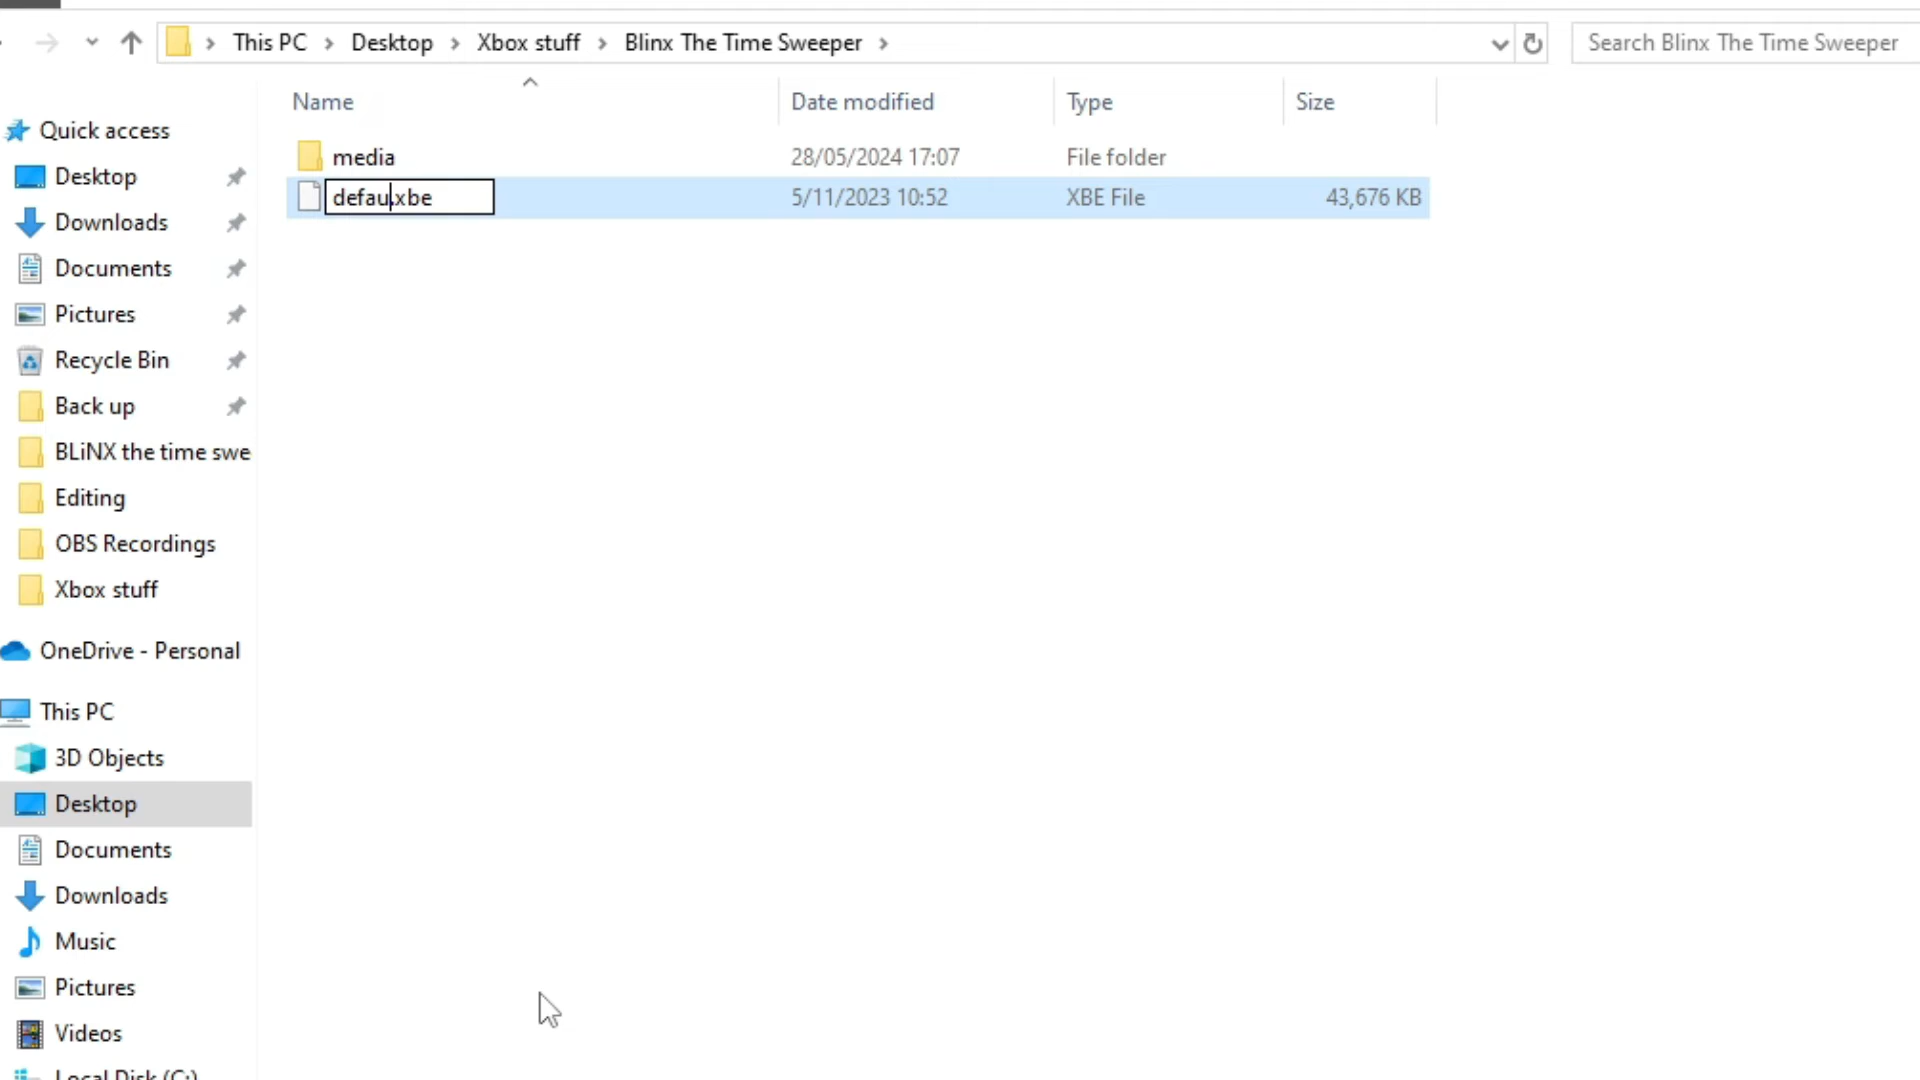 This PC > Desktop > Xbox stuff > Blinx The Time Sweeper >
Search Blinx The Time Sweeper
Name Date modified Type Size
media 28/05/2024 17:07 File folder
defau.xbe 5/11/2023 10:52 XBE File 43,676 KB
Quick access
Desktop
Downloads
Documents
Pictures
Recycle Bin
Back up
BLiNX the time swe
Editing
OBS Recordings
Xbox stuff
OneDrive - Personal
This PC
3D Objects
Desktop
Documents
Downloads
Music
Pictures
Videos
Local Disk (C:)